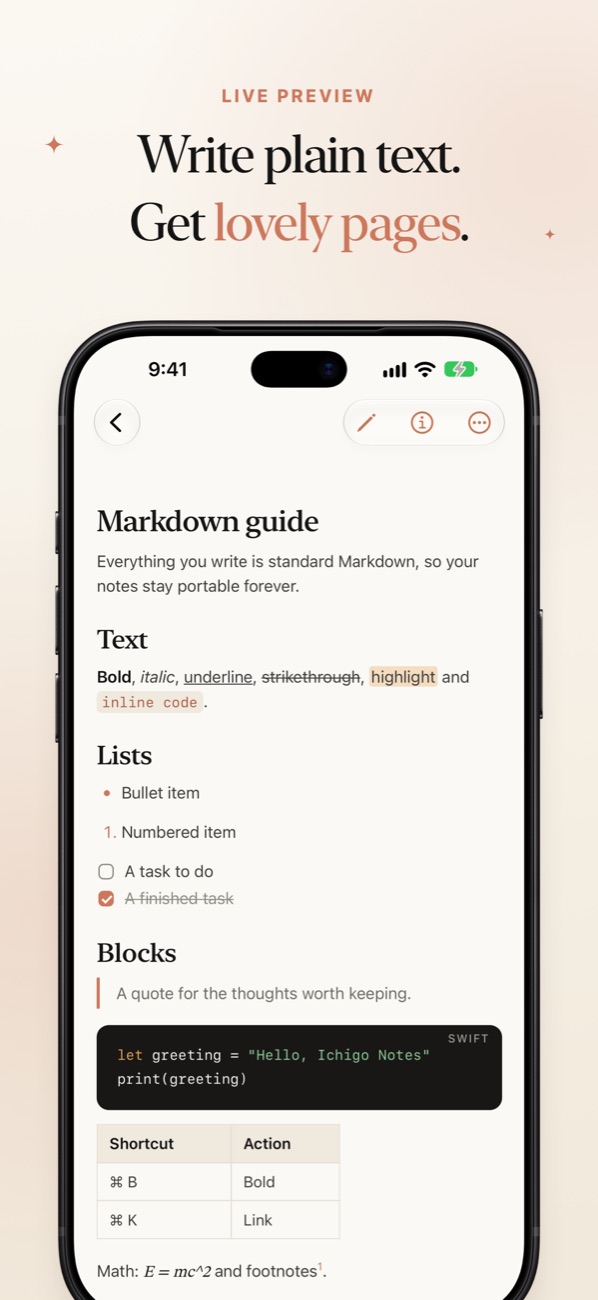 LIVE PREVIEW
Write plain text.
Get lovely pages.
9:41
Markdown guide
Everything you write is standard Markdown, so your
notes stay portable forever.
Text
Bold, italic, underline, strikethrough, highlight and
inline code.
Lists
• Bullet item
1. Numbered item
A task to do
A finished task
Blocks
A quote for the thoughts worth keeping.
SWIFT
let greeting = "Hello, Ichigo Notes"
print(greeting)
Shortcut Action
⌘ B Bold
⌘ K Link
Math: E = mc^2 and footnotes¹.